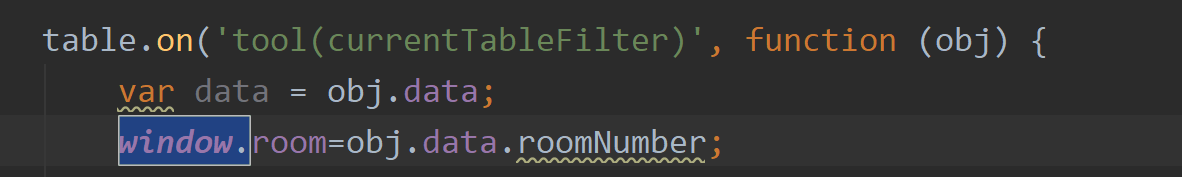 table.on('tool(currentTableFilter)', function (obj) {
var data = obj.data;
window.room=obj.data.roomNumber;